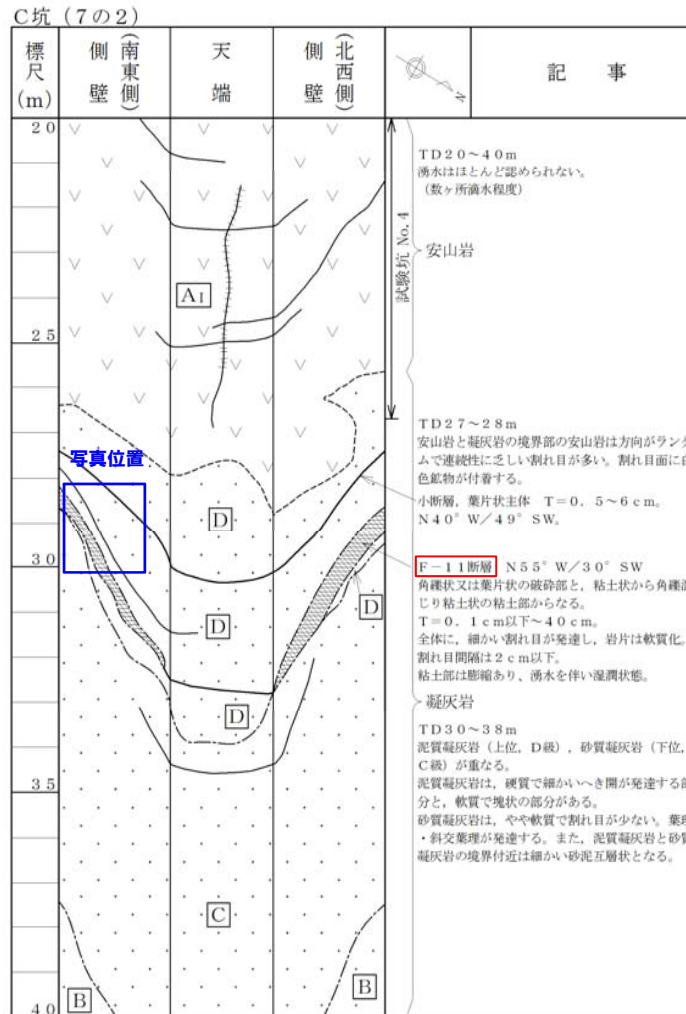 C坑（7の2）
標尺(m)
側壁(南東側)
天端
側壁(北西側)
N
記事
20
25
30
35
40
AI
D
D
D
D
C
B
B
写真位置
試験坑 No.4
TD20～40m
湧水はほとんど認められない。
（数ヶ所滴水程度）
安山岩
TD27～28m
安山岩と凝灰岩の境界部の安山岩は方向がランダ
ムで連続性に乏しい割れ目が多い。割れ目面に白
色鉱物が付着する。
小断層，葉片状主体 T=0．5～6cm。
N40°W／49°SW。
F－11断層 N55°W／30°SW
角礫状又は葉片状の破砕部と，粘土状から角礫混
じり粘土状の粘土部からなる。
T=0．1cm以下～40cm。
全体に，細かい割れ目が発達し，岩片は軟質化。
割れ目間隔は2cm以下。
粘土部は膨縮あり，湧水を伴い湿潤状態。
凝灰岩
TD30～38m
泥質凝灰岩（上位，D級），砂質凝灰岩（下位，
C級）が重なる。
泥質凝灰岩は，硬質で細かいへき開が発達する部
分と，軟質で塊状の部分がある。
砂質凝灰岩は，やや軟質で割れ目が少ない。葉理
・斜交葉理が発達する。また，泥質凝灰岩と砂質
凝灰岩の境界付近は細かい砂泥互層状となる。